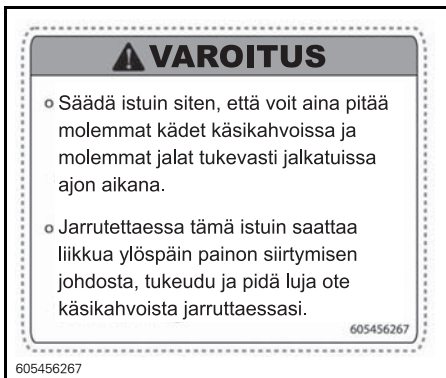 VAROITUS
Säädä istuin siten, että voit aina pitää
molemmat kädet käsikahvoissa ja
molemmat jalat tukevasti jalkatuissa
ajon aikana.
Jarrutettaessa tämä istuin saattaa
liikkua ylöspäin painon siirtymisen
johdosta, tukeudu ja pidä luja ote
käsikahvoista jarruttaessasi.
605456267
605456267